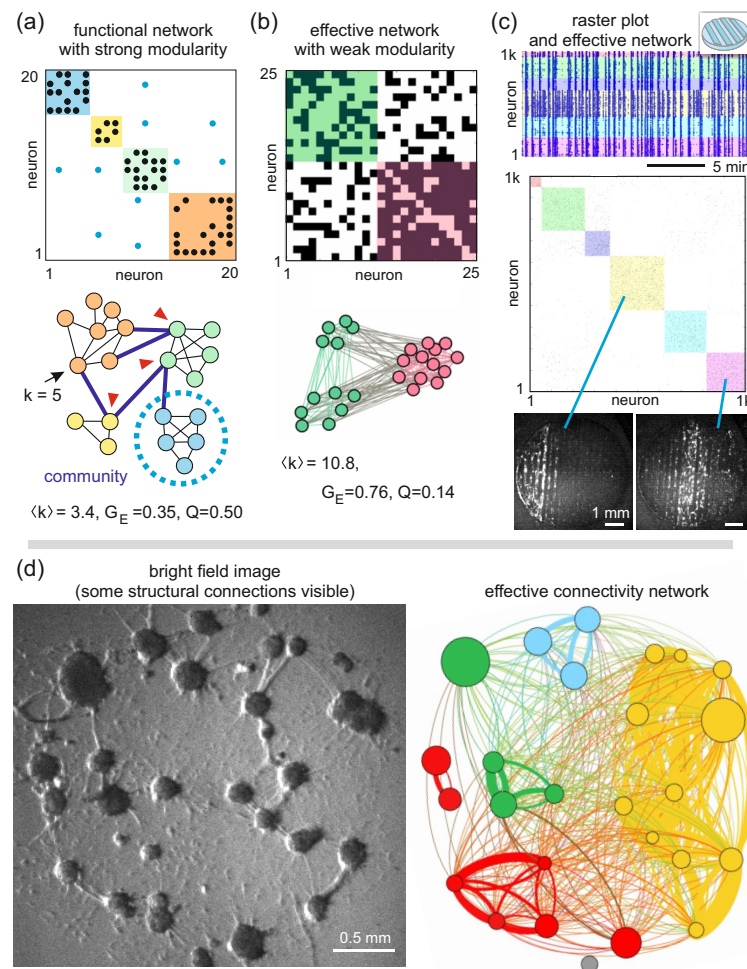 (a)
functional network
with strong modularity
20
neuron
1
1
neuron
20
k = 5
community
⟨k⟩ = 3.4, G_E = 0.35, Q=0.50
(b)
effective network
with weak modularity
25
neuron
1
1
neuron
25
⟨k⟩ = 10.8,
G_E=0.76, Q=0.14
(c)
raster plot
and effective network
1k
neuron
1
5 min
1k
neuron
1
1
neuron
1k
1 mm
(d)
bright field image
(some structural connections visible)
0.5 mm
effective connectivity network